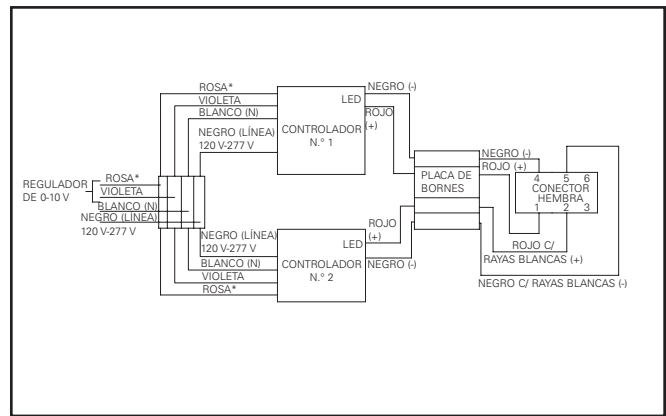 ROSA*
VIOLETA
BLANCO (N)
NEGRO (LÍNEA)
120 V-277 V
LED
CONTROLADOR
N.° 1
NEGRO (-)
ROJO
(+)
REGULADOR
DE 0-10 V
ROSA*
VIOLETA
BLANCO (N)
NEGRO (LÍNEA)
120 V-277 V
PLACA DE
BORNES
NEGRO (-)
ROJO (+)
4 5 6
CONECTOR
HEMBRA
1 2 3
NEGRO (LÍNEA)
120 V-277 V
BLANCO (N)
VIOLETA
ROSA*
LED
CONTROLADOR
N.° 2
ROJO
(+)
NEGRO (-)
ROJO C/
RAYAS BLANCAS (+)
NEGRO C/ RAYAS BLANCAS (-)